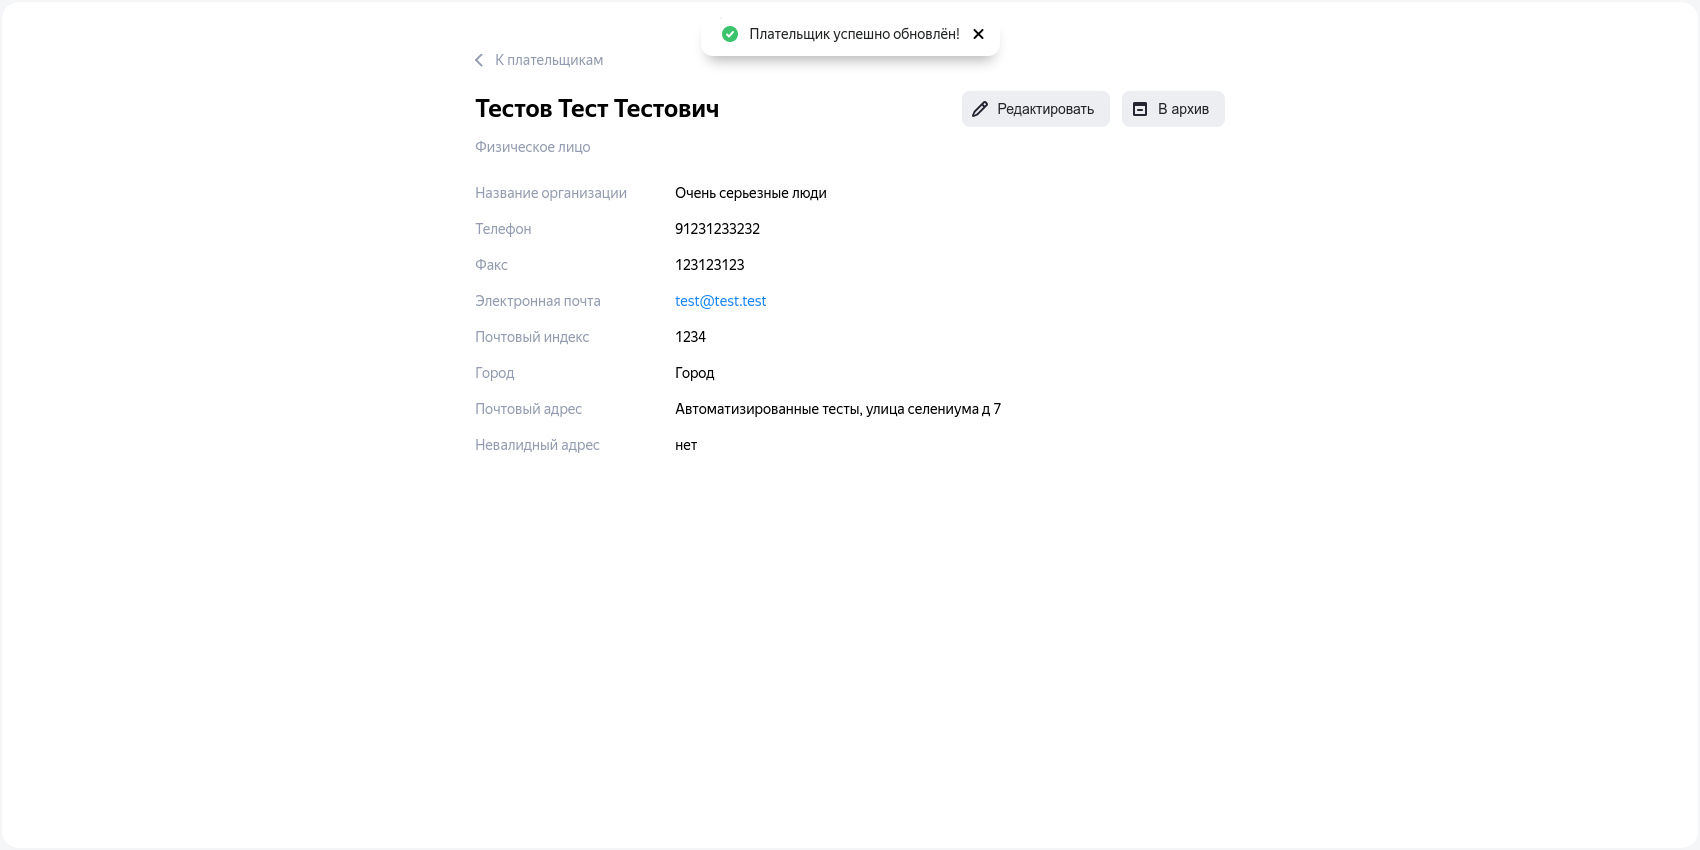 Плательщик успешно обновлён!
К плательщикам
Тестов Тест Тестович
Редактировать
В архив
Физическое лицо
Название организации Очень серьезные люди
Телефон 91231233232
Факс 123123123
Электронная почта test@test.test
Почтовый индекс 1234
Город Город
Почтовый адрес Автоматизированные тесты, улица селениума д 7
Невалидный адрес нет